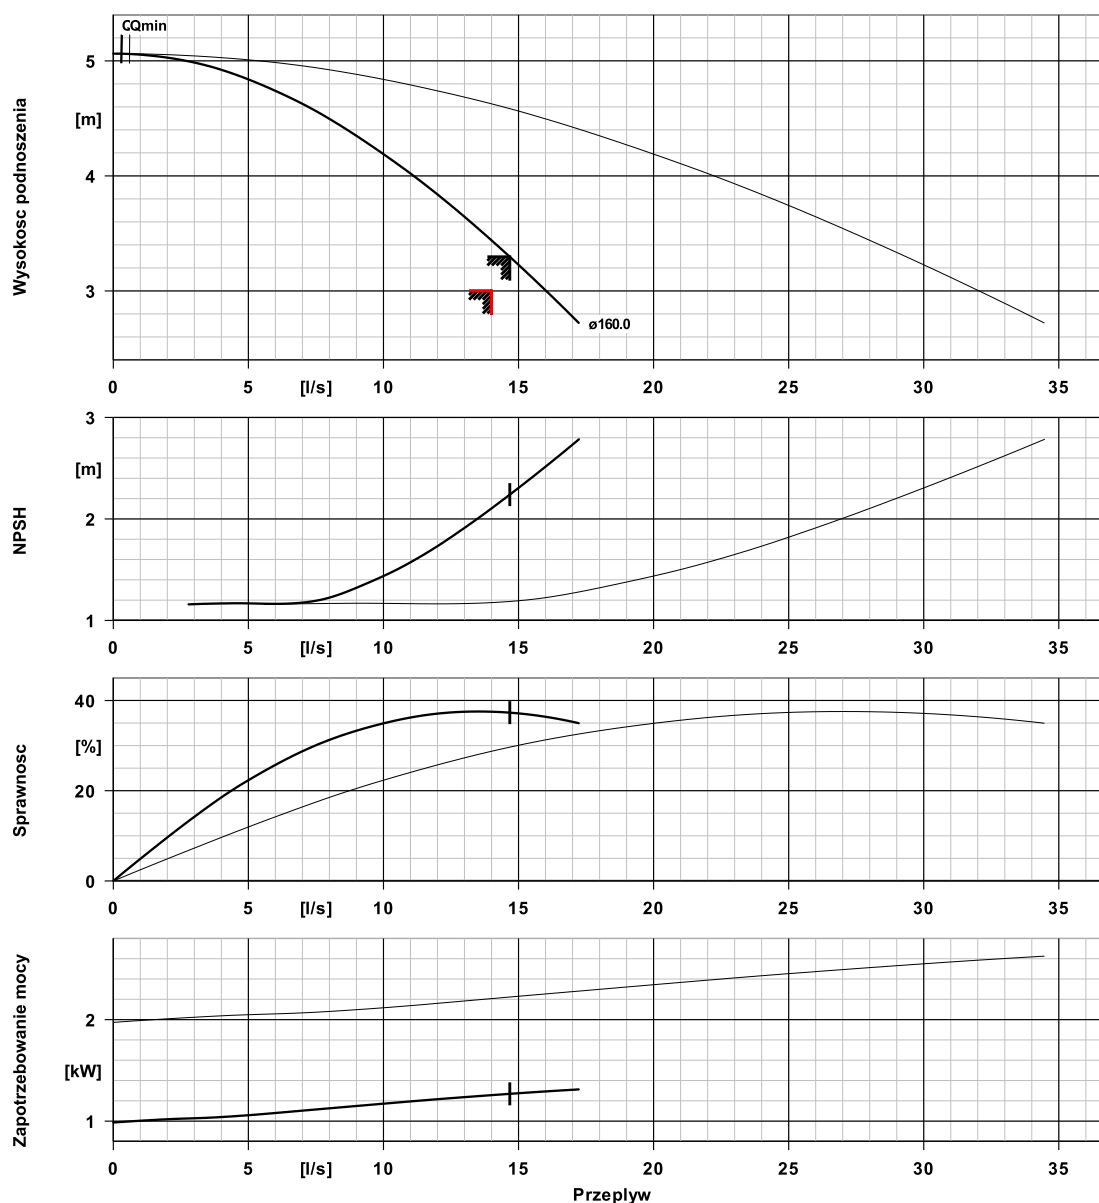 QQmin
5
[m]
4
3
Wysokosc podnoszenia
ø160.0
0 5 [l/s] 10 15 20 25 30 35
3
[m]
2
1
NPSH
0 5 [l/s] 10 15 20 25 30 35
40
[%]
20
0
Sprawnosc
0 5 [l/s] 10 15 20 25 30 35
2
[kW]
1
Zapotrzebowanie mocy
0 5 [l/s] 10 15 20 25 30 35
Przeplyw